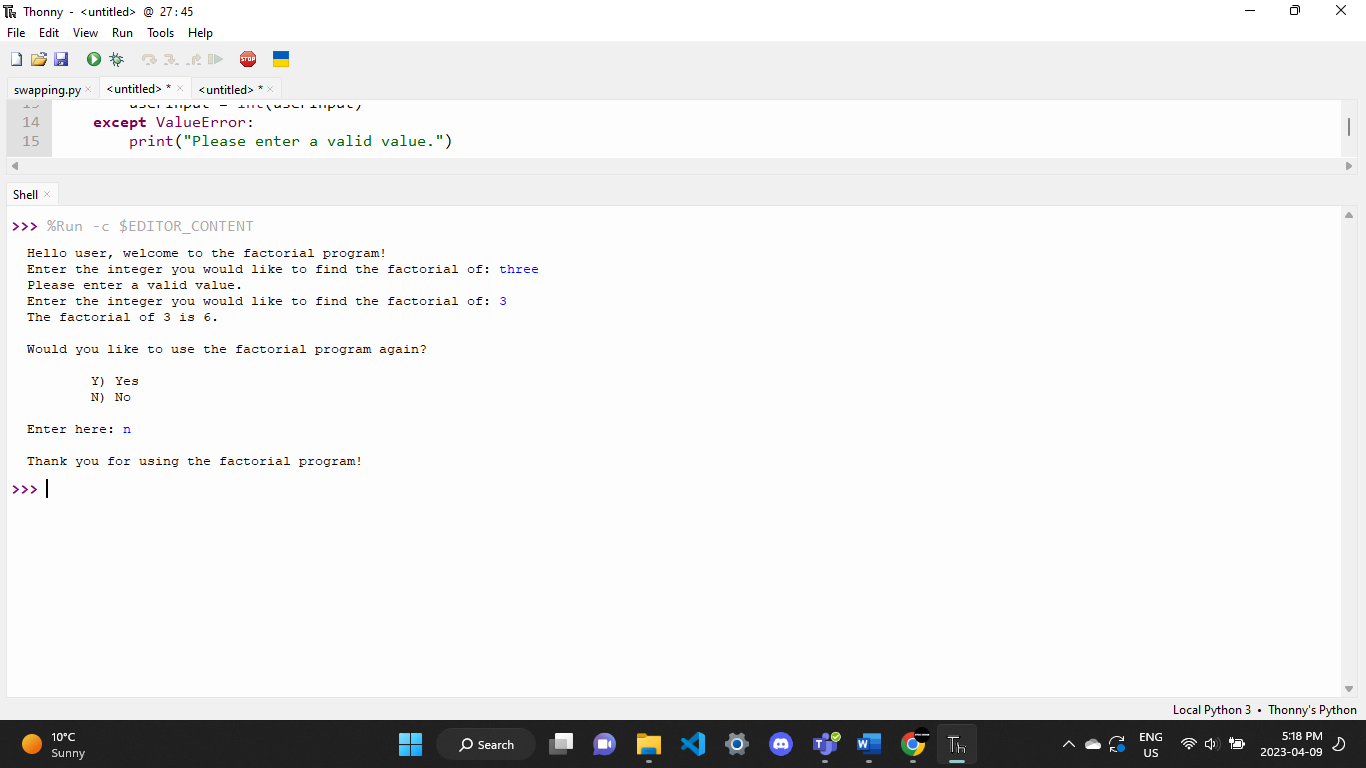 Thonny - <untitled> @ 27:45
File Edit View Run Tools Help
swapping.py × <untitled> * × <untitled> * ×
13 userInput = int(userInput)
14 except ValueError:
15 print("Please enter a valid value.")
Shell ×
>>> %Run -c $EDITOR_CONTENT
Hello user, welcome to the factorial program!
Enter the integer you would like to find the factorial of: three
Please enter a valid value.
Enter the integer you would like to find the factorial of: 3
The factorial of 3 is 6.
Would you like to use the factorial program again?
Y) Yes
N) No
Enter here: n
Thank you for using the factorial program!
>>>
Local Python 3 • Thonny's Python
10°C
Sunny
Search
ENG
US
5:18 PM
2023-04-09